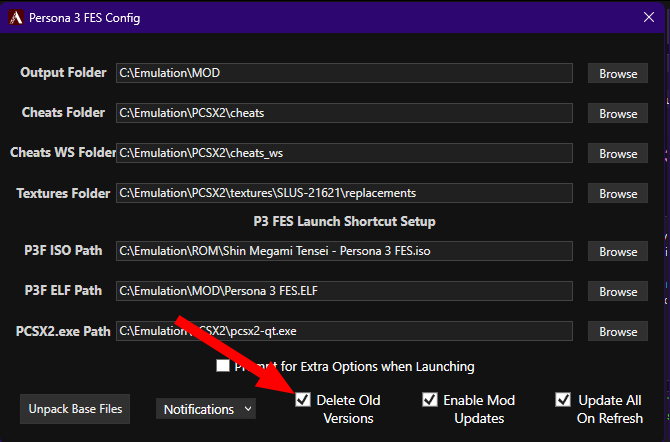 Persona 3 FES Config
Output Folder C:\Emulation\MOD Browse
Cheats Folder C:\Emulation\PCSX2\cheats Browse
Cheats WS Folder C:\Emulation\PCSX2\cheats_ws Browse
Textures Folder C:\Emulation\PCSX2\textures\SLUS-21621\replacements Browse
P3 FES Launch Shortcut Setup
P3F ISO Path C:\Emulation\ROM\Shin Megami Tensei - Persona 3 FES.iso Browse
P3F ELF Path C:\Emulation\MOD\Persona 3 FES.ELF Browse
PCSX2.exe Path C:\Emulation\PCSX2\pcsx2-qt.exe Browse
Prompt for Extra Options when Launching
Unpack Base Files
Notifications
Delete Old
Versions
Enable Mod
Updates
Update All
On Refresh